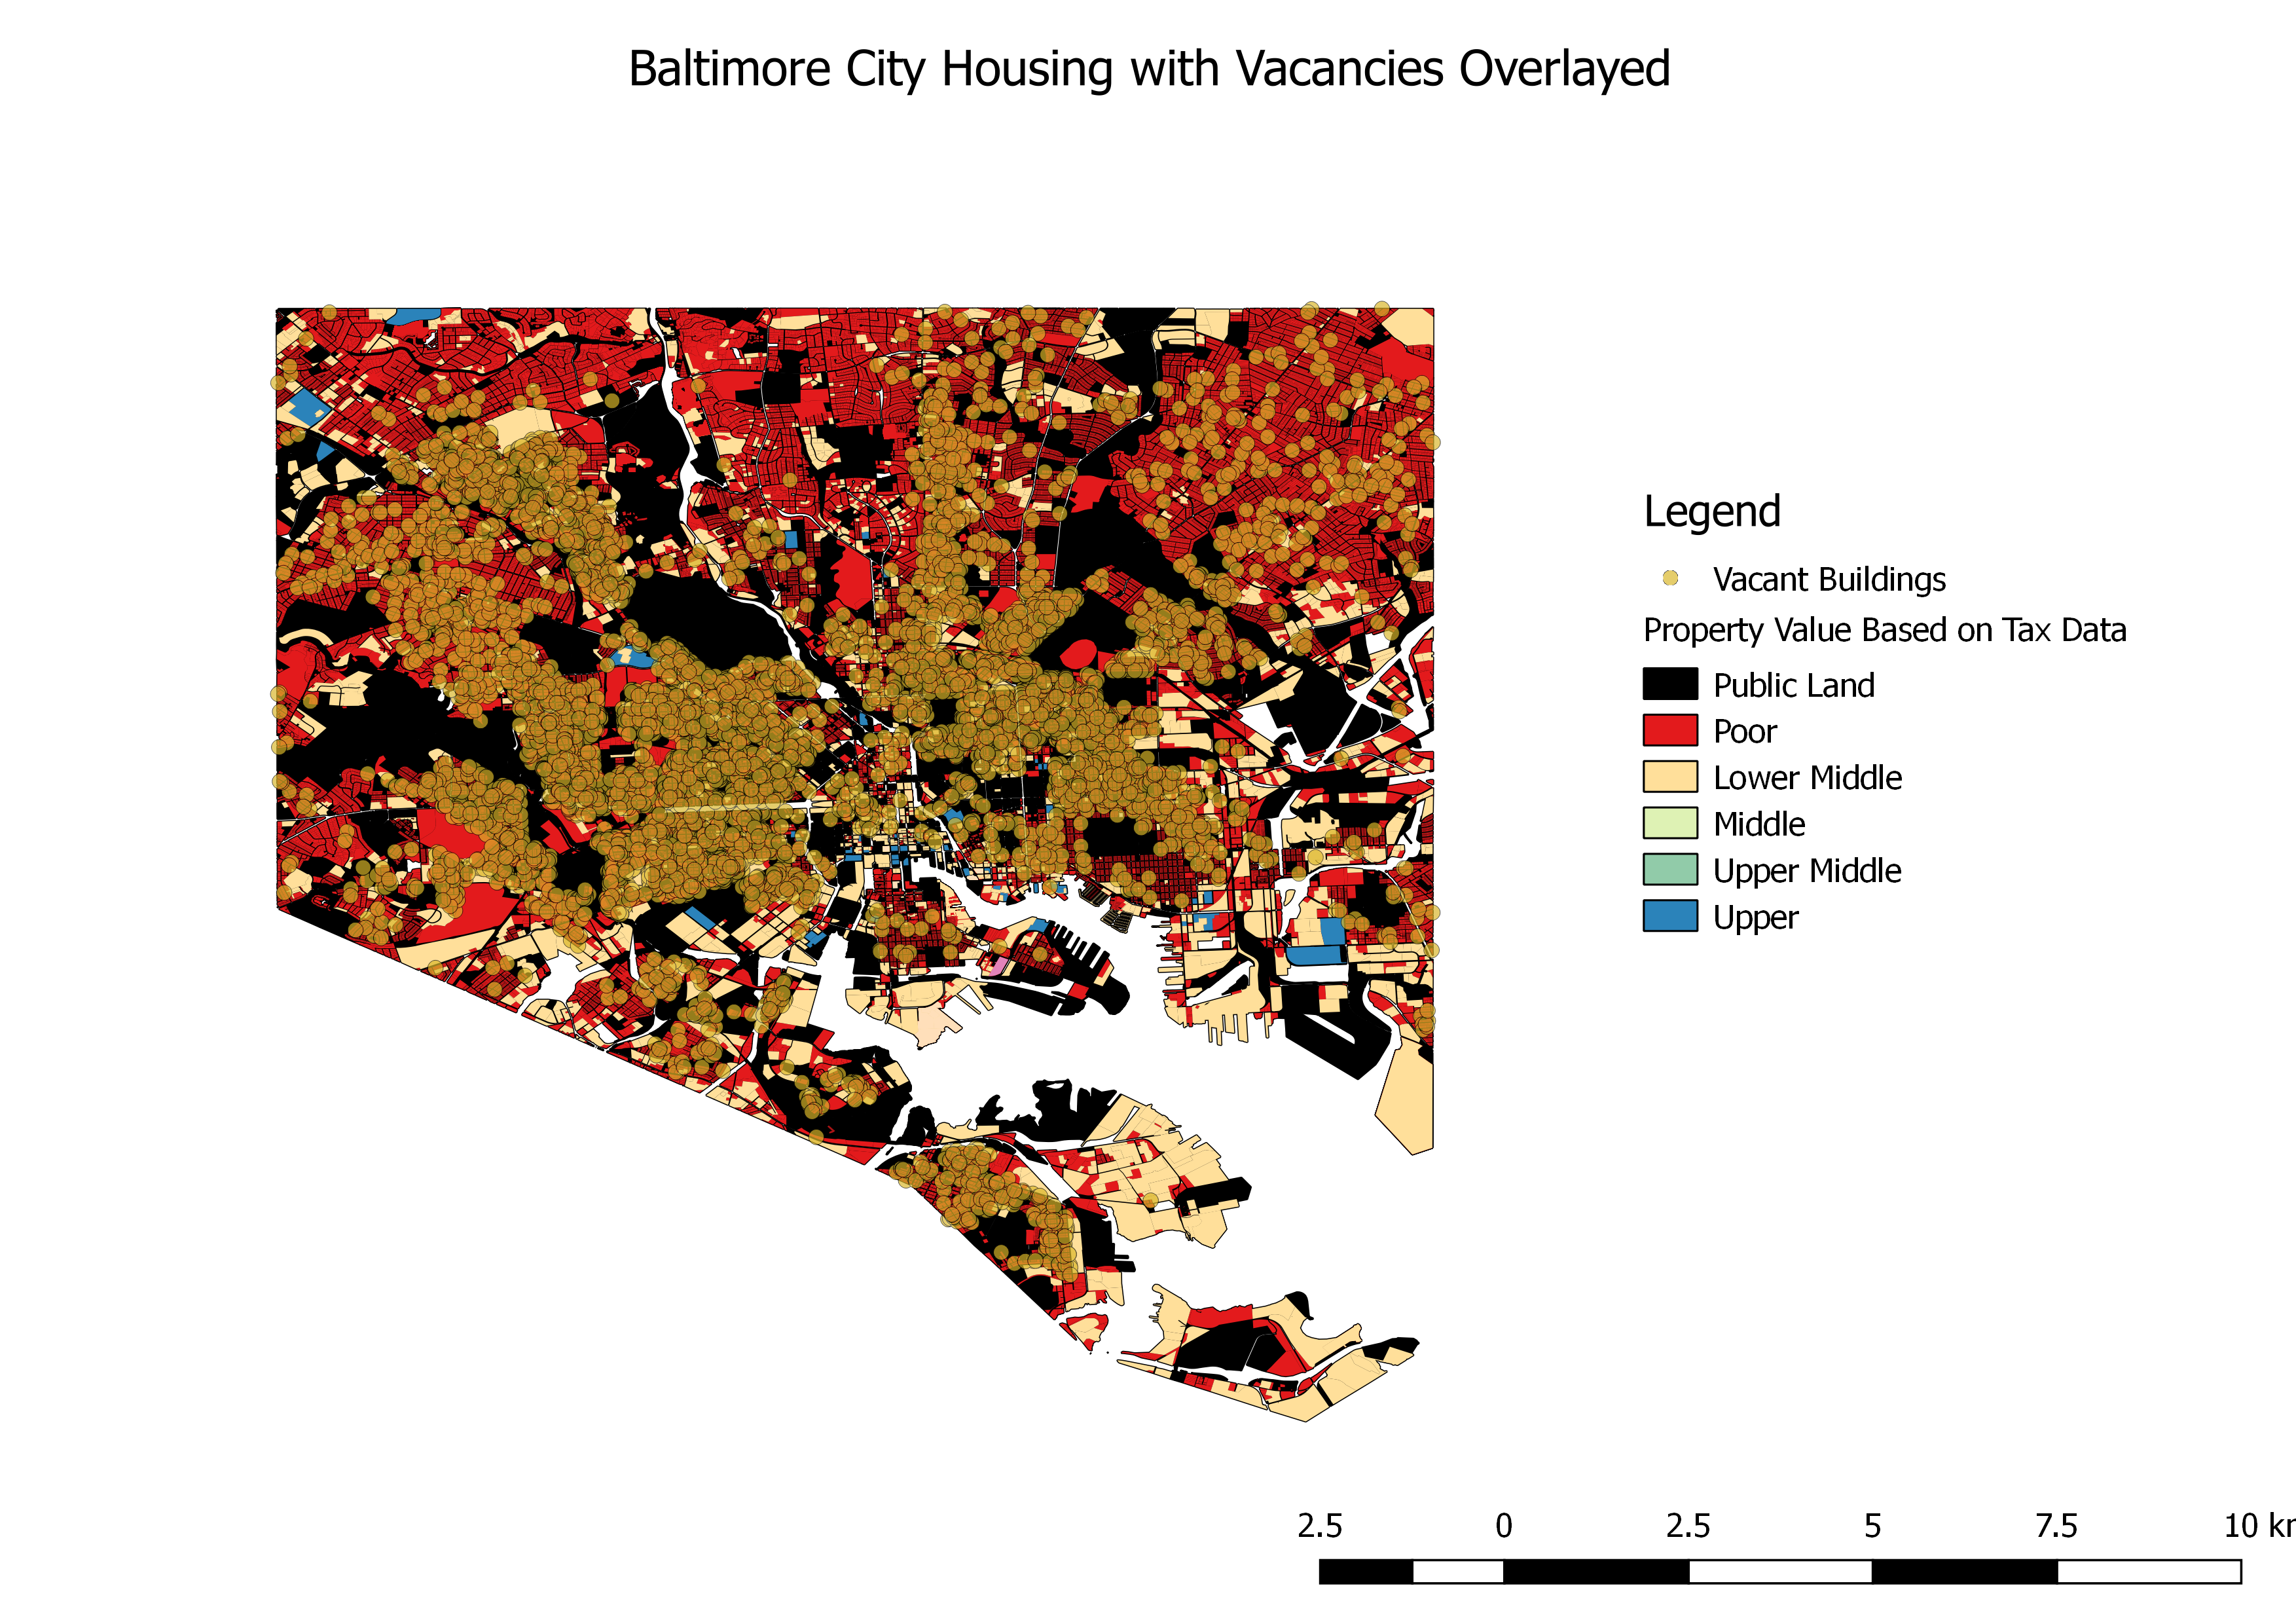 Baltimore City Housing with Vacancies Overlayed
Legend
Vacant Buildings
Property Value Based on Tax Data
Public Land
Poor
Lower Middle
Middle
Upper Middle
Upper
2.5 0 2.5 5 7.5 10